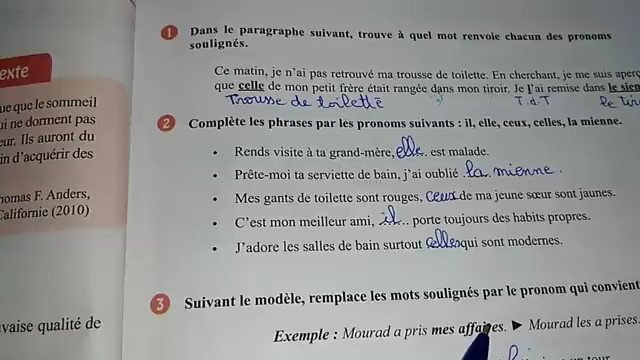 exte
ue que le sommeil
ui ne dorment pas
eur. Ils auront du
in d'acquérir des
homas F. Anders,
Californie (2010)
vaise qualité de
1 Dans le paragraphe suivant, trouve à quel mot renvoie chacun des pronoms
soulignés.
Ce matin, je n'ai pas retrouvé ma trousse de toilette. En cherchant, je me suis aperç
que celle de mon petit frère était rangée dans mon tiroir. Je l'ai remise dans le sien
Trousse de toilette T.d.T le tir
2 Complète les phrases par les pronoms suivants : il, elle, ceux, celles, la mienne.
• Rends visite à ta grand-mère, elle. est malade.
• Prête-moi ta serviette de bain, j'ai oublié .la mienne.
• Mes gants de toilette sont rouges, ceux de ma jeune sœur sont jaunes.
• C'est mon meilleur ami, .il.. porte toujours des habits propres.
• J'adore les salles de bain surtout celles qui sont modernes.
3 Suivant le modèle, remplace les mots soulignés par le pronom qui convient
Exemple : Mourad a pris mes affaires. ► Mourad les a prises.